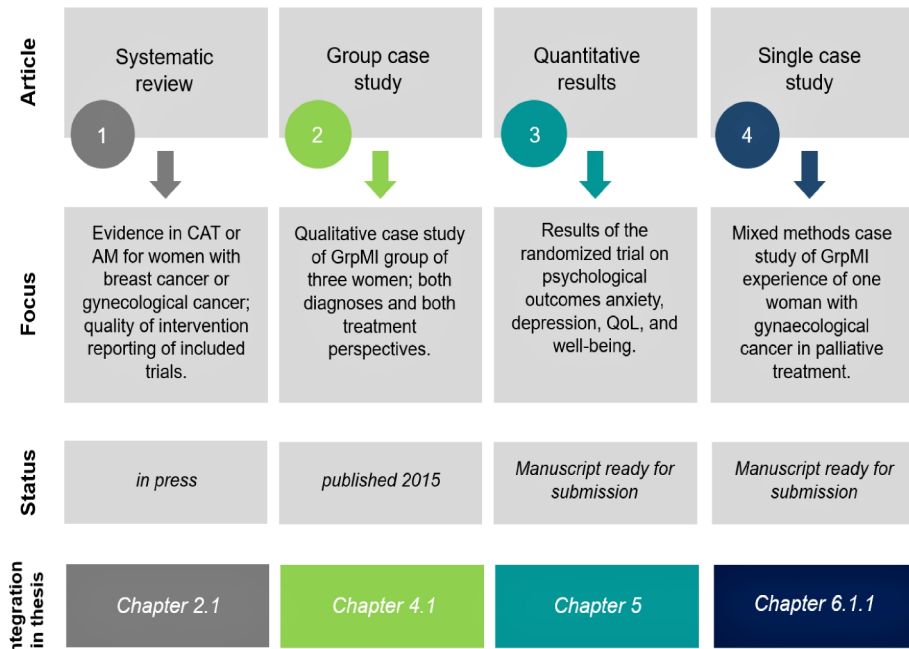 Article
Systematic
review
Group case
study
Quantitative
results
Single case
study
1
2
3
4
Focus
Evidence in CAT or
AM for women with
breast cancer or
gynecological cancer;
quality of intervention
reporting of included
trials.
Qualitative case study
of GrpMI group of
three women; both
diagnoses and both
treatment
perspectives.
Results of the
randomized trial on
psychological
outcomes anxiety,
depression, QoL, and
well-being.
Mixed methods case
study of GrpMI
experience of one
woman with
gynaecological
cancer in palliative
treatment.
Status
in press
published 2015
Manuscript ready for
submission
Manuscript ready for
submission
Integration
in thesis
Chapter 2.1
Chapter 4.1
Chapter 5
Chapter 6.1.1